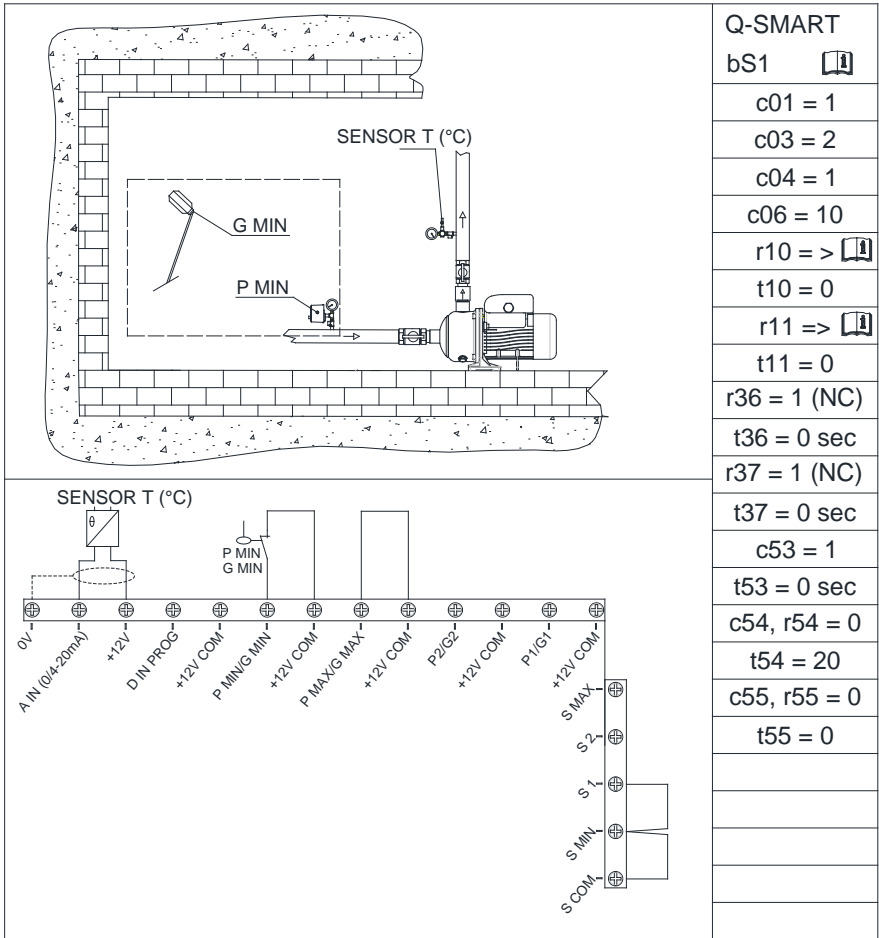 SENSOR T (°C)
G MIN
P MIN
SENSOR T (°C)
θ
P MIN
G MIN
0V
A IN (0/4-20mA)
+12V
D IN PROG
+12V COM
P MIN/G MIN
+12V COM
P MAX/G MAX
+12V COM
P2/G2
+12V COM
P1/G1
+12V COM
S MAX
S 2
S 1
S MIN
S COM
Q-SMART
bS1 i
c01 = 1
c03 = 2
c04 = 1
c06 = 10
r10 = > i
t10 = 0
r11 => i
t11 = 0
r36 = 1 (NC)
t36 = 0 sec
r37 = 1 (NC)
t37 = 0 sec
c53 = 1
t53 = 0 sec
c54, r54 = 0
t54 = 20
c55, r55 = 0
t55 = 0